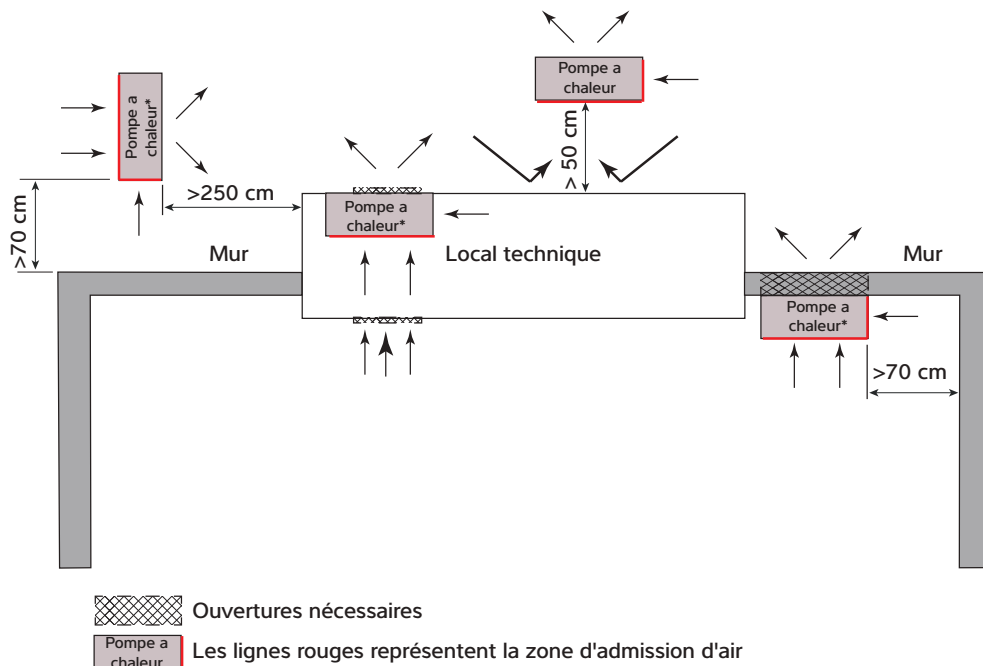 Pompe a
chaleur
Pompe a
chaleur*
> 50 cm
>250 cm
>70 cm
Pompe a
chaleur*
Mur
Local technique
Mur
Pompe a
chaleur*
>70 cm
Ouvertures nécessaires
Pompe a
chaleur
Les lignes rouges représentent la zone d'admission d'air